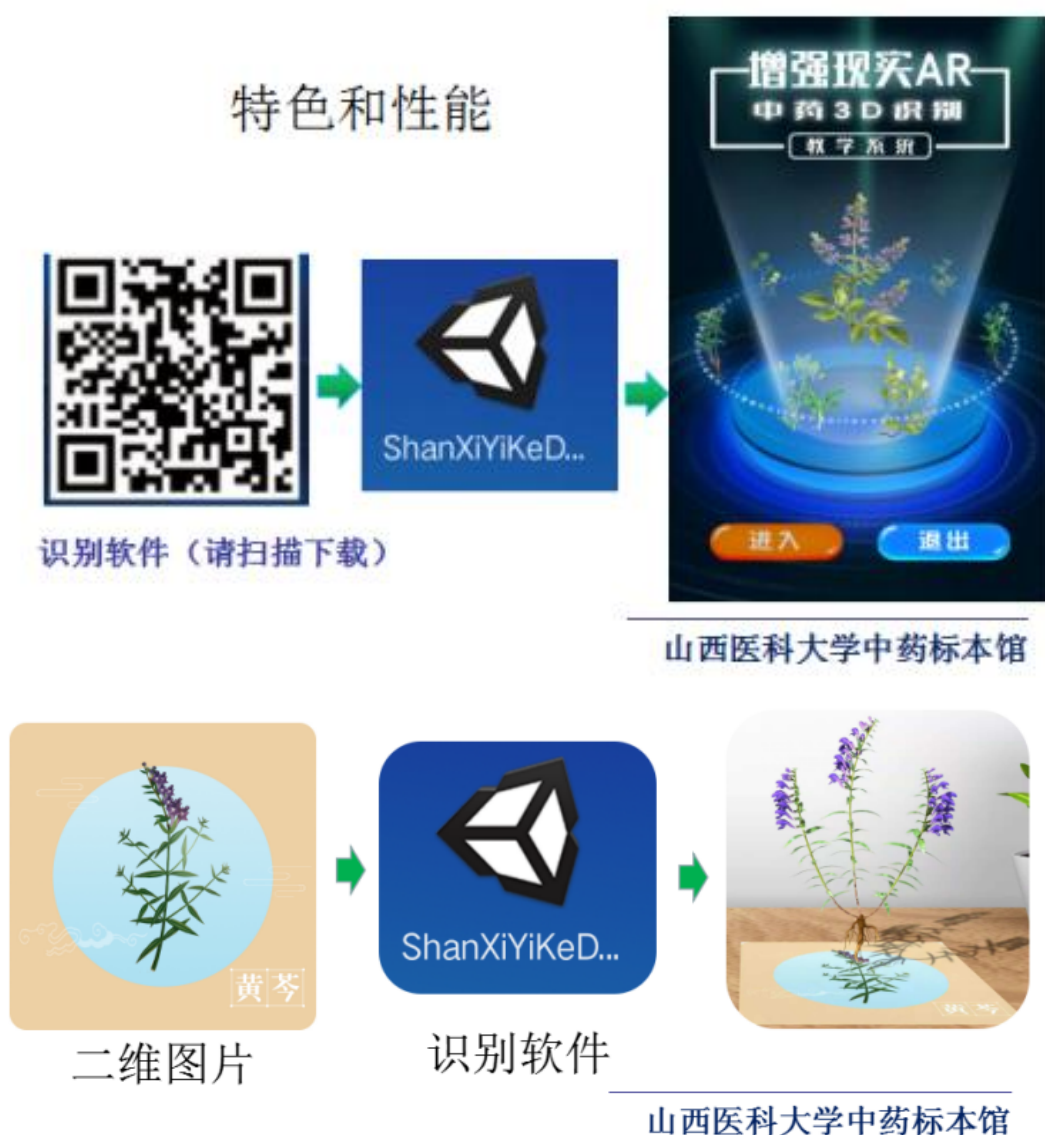 特色和性能
增强现实AR
中药3D识别
教学系统
ShanXiYiKeD...
识别软件（请扫描下载）
进入
退出
山西医科大学中药标本馆
黄芩
ShanXiYiKeD...
黄芩
二维图片
识别软件
山西医科大学中药标本馆